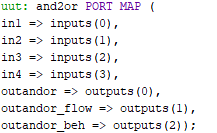 uut: and2or PORT MAP (
in1 => inputs(0),
in2 => inputs(1),
in3 => inputs(2),
in4 => inputs(3),
outandor => outputs(0),
outandor_flow => outputs(1),
outandor_beh => outputs(2));